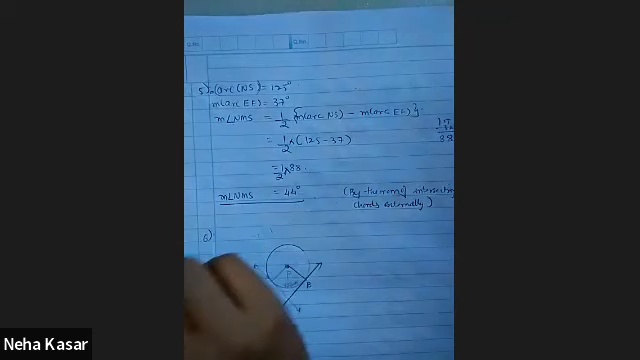 5) m(arc NS) = 125°
m(arc EF) = 37°
m∠NMS = 1/2 {m(arc NS) - m(arc EF)}
= 1/2 x (125 - 37)
= 1/2 x 88.
m∠NMS = 44° (By theorem of intersecting chords externally)
6)
P
B
Neha Kasar